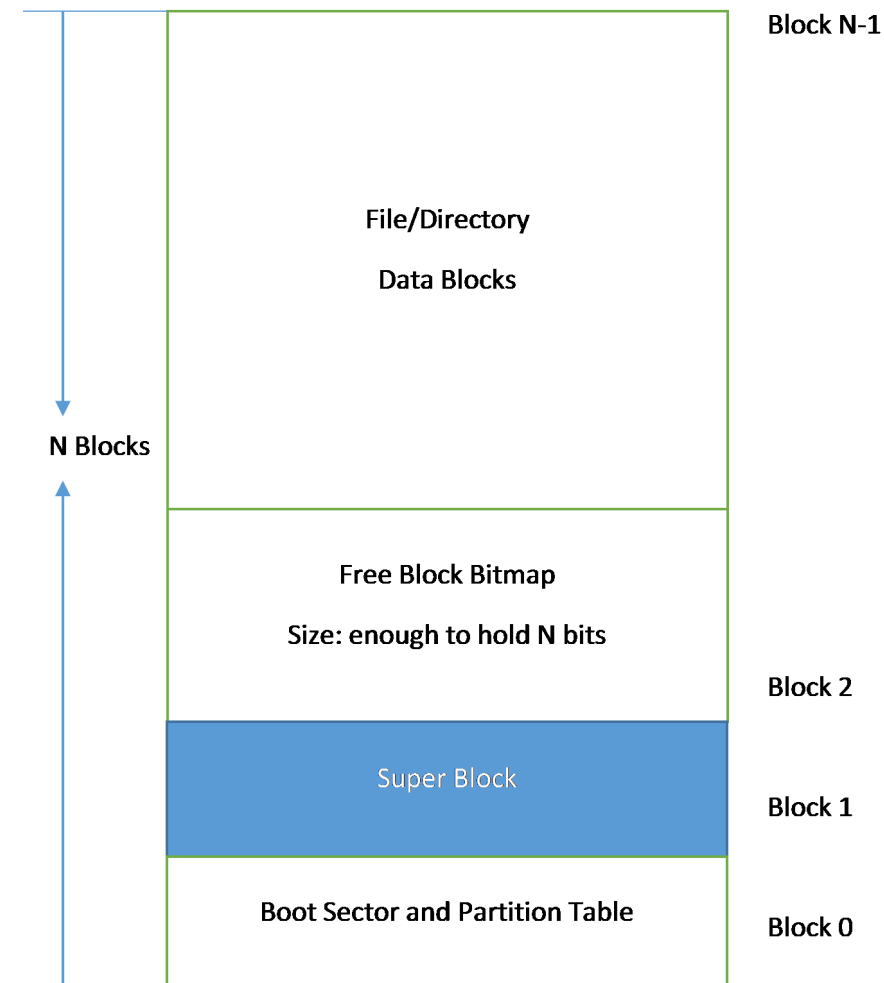 Block N-1
File/Directory
Data Blocks
N Blocks
Free Block Bitmap
Size: enough to hold N bits
Block 2
Super Block
Block 1
Boot Sector and Partition Table
Block 0